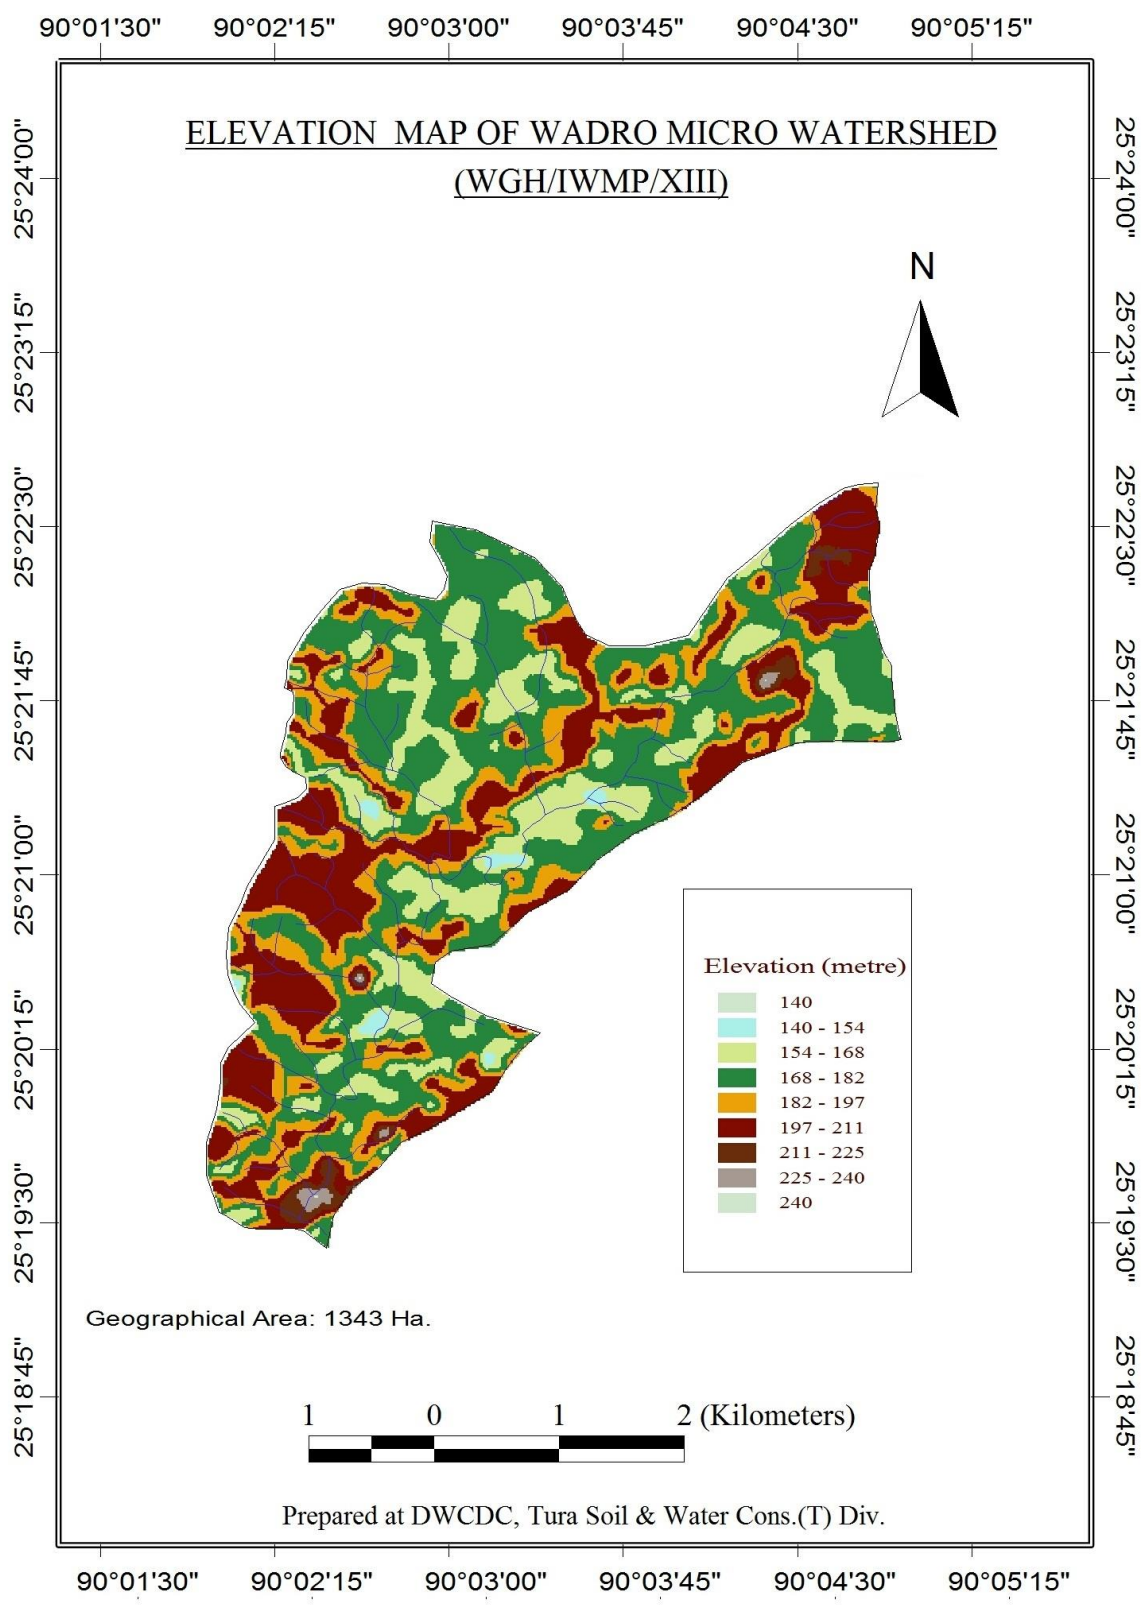 90°01'30" 90°02'15" 90°03'00" 90°03'45" 90°04'30" 90°05'15"
ELEVATION MAP OF WADRO MICRO WATERSHED
(WGH/IWMP/XIII)
N
25°24'00"
25°23'15"
25°22'30"
25°21'45"
25°21'00"
25°20'15"
25°19'30"
25°18'45"
25°24'00"
25°23'15"
25°22'30"
25°21'45"
25°21'00"
25°20'15"
25°19'30"
25°18'45"
Elevation (metre)
140
140 - 154
154 - 168
168 - 182
182 - 197
197 - 211
211 - 225
225 - 240
240
Geographical Area: 1343 Ha.
1 0 1 2 (Kilometers)
Prepared at DWCDC, Tura Soil & Water Cons.(T) Div.
90°01'30" 90°02'15" 90°03'00" 90°03'45" 90°04'30" 90°05'15"